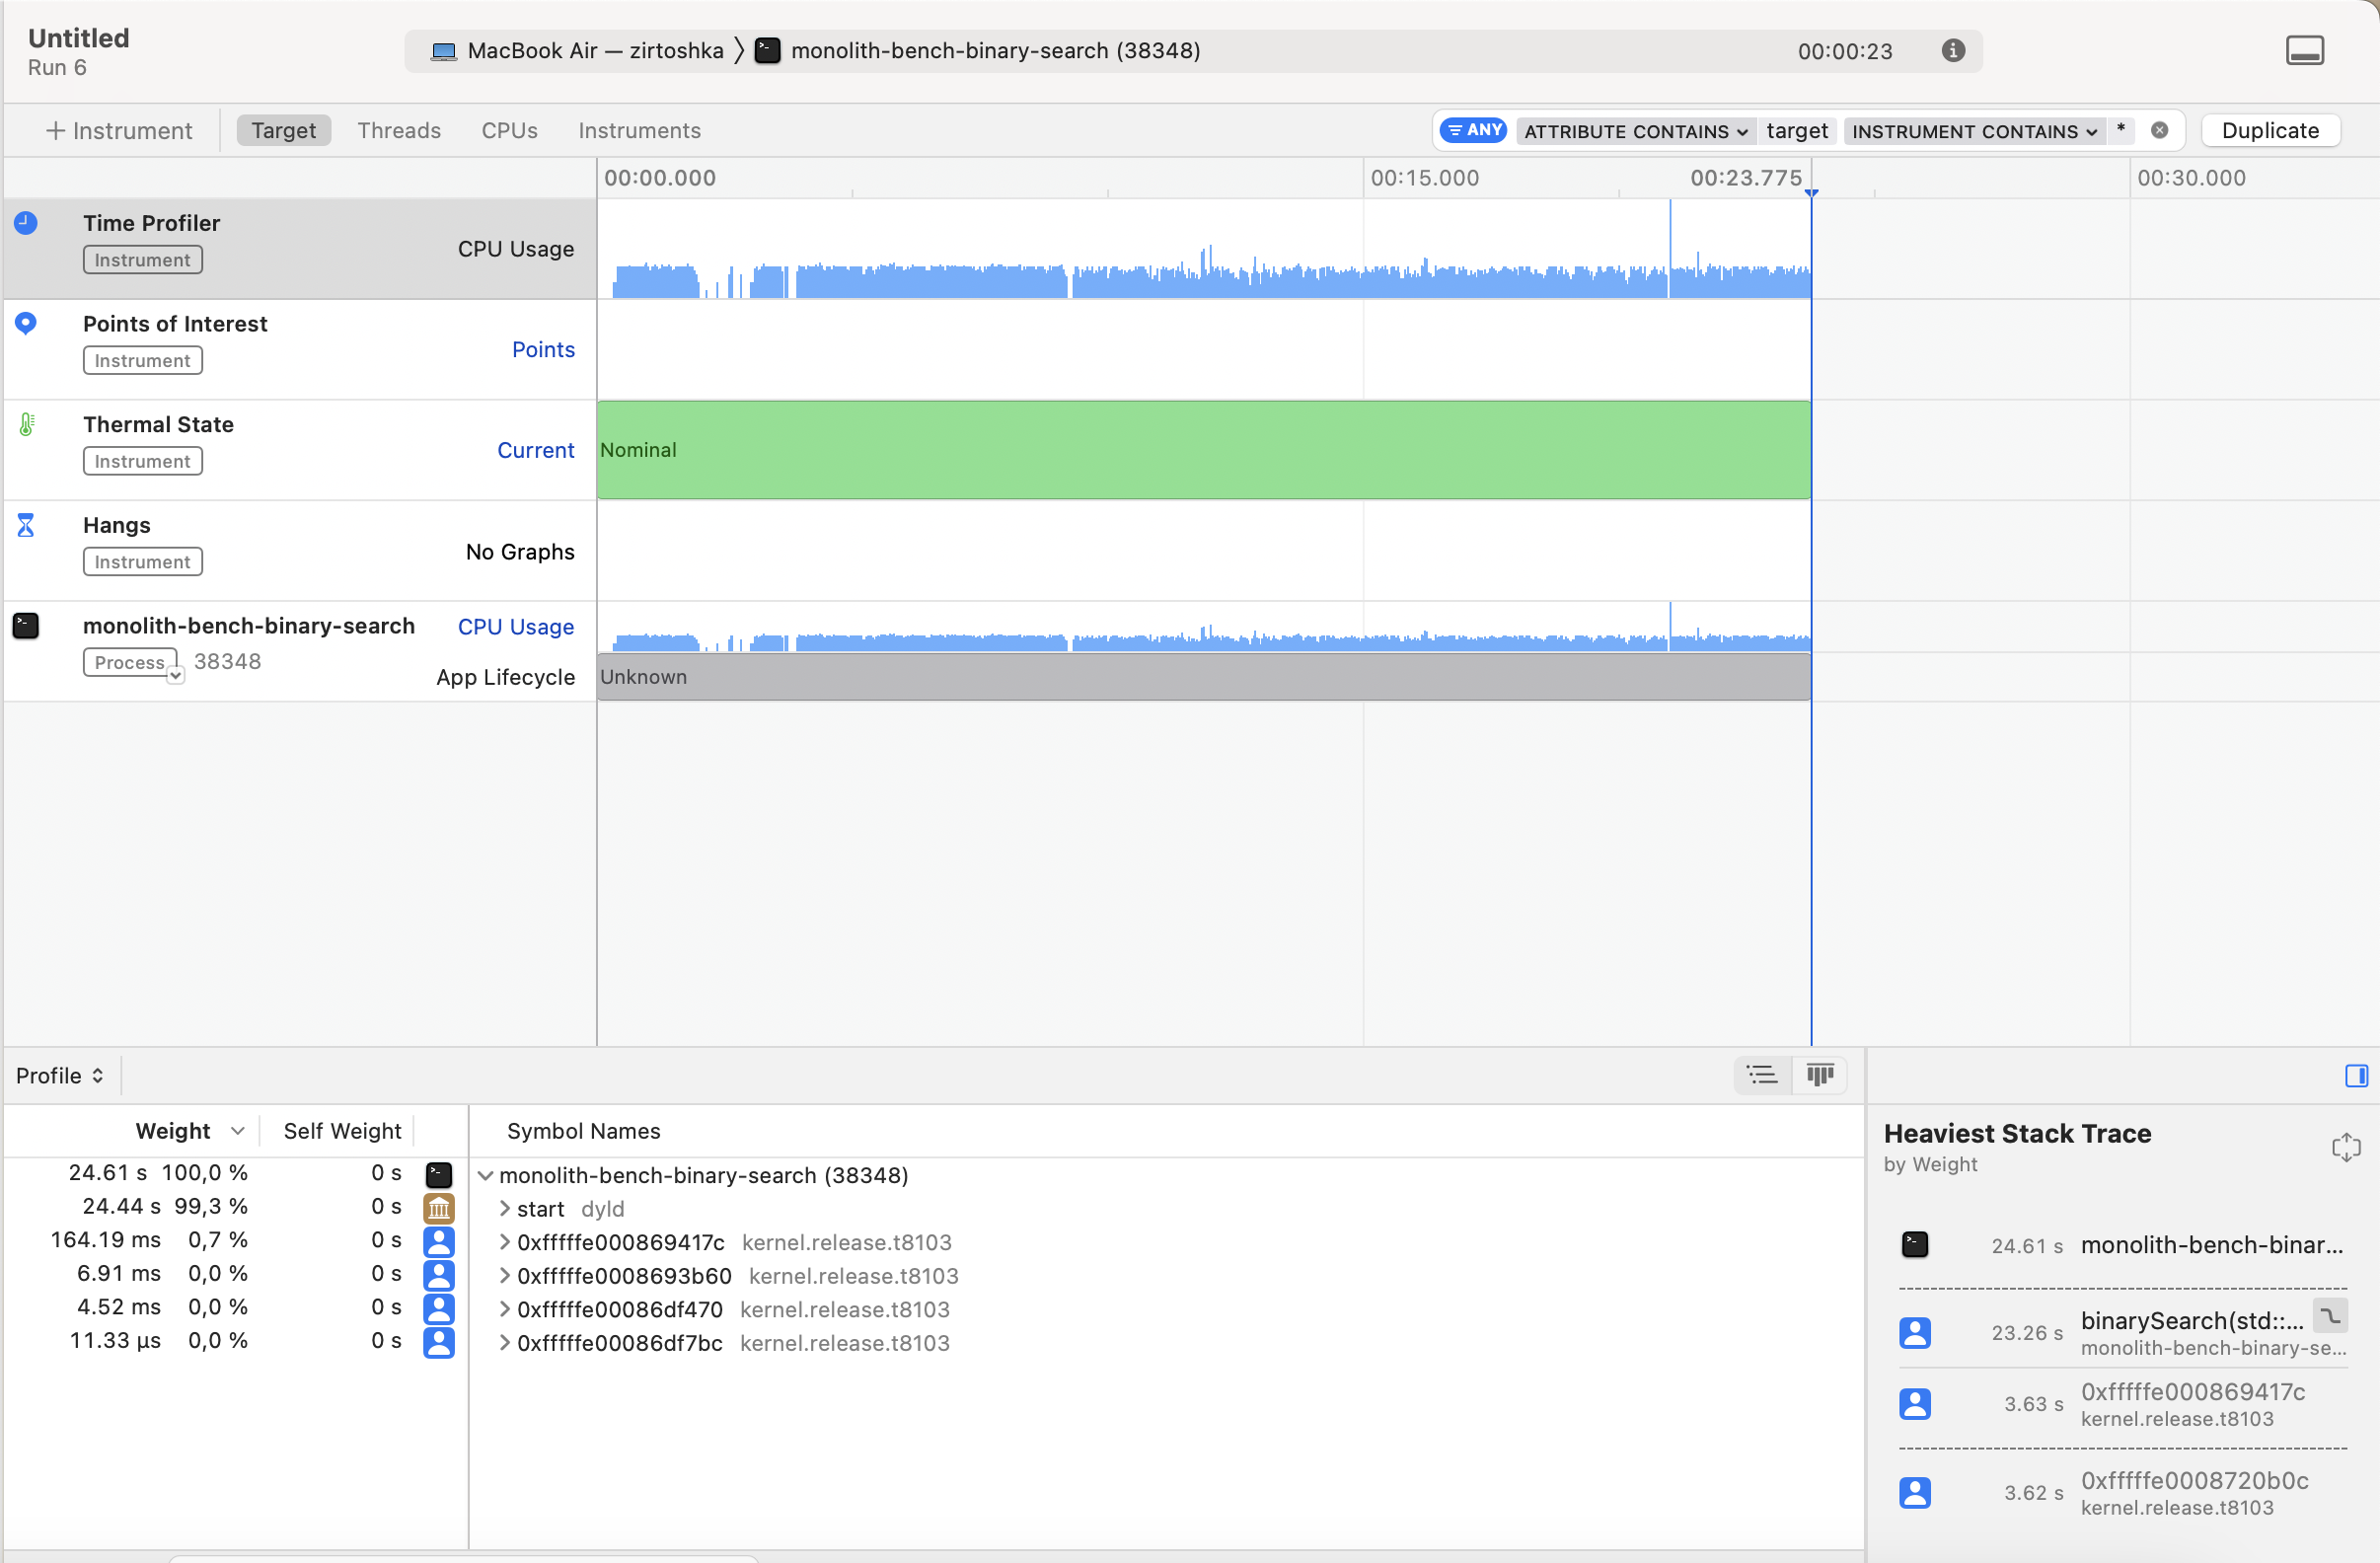 Untitled
Run 6
MacBook Air — zirtoshka 〉 monolith-bench-binary-search (38348)
00:00:23
+ Instrument
Target
Threads
CPUs
Instruments
ANY
ATTRIBUTE CONTAINS
target
INSTRUMENT CONTAINS
*
Duplicate
00:00.000
00:15.000
00:23.775
00:30.000
Time Profiler
Instrument
CPU Usage
Points of Interest
Instrument
Points
Thermal State
Instrument
Current
Nominal
Hangs
Instrument
No Graphs
monolith-bench-binary-search
Process
38348
CPU Usage
App Lifecycle
Unknown
Profile
Weight
Self Weight
Symbol Names
24.61 s 100,0 % 0 s monolith-bench-binary-search (38348)
24.44 s 99,3 % 0 s start dyld
164.19 ms 0,7 % 0 s 0xfffffe000869417c kernel.release.t8103
6.91 ms 0,0 % 0 s 0xfffffe0008693b60 kernel.release.t8103
4.52 ms 0,0 % 0 s 0xfffffe00086df470 kernel.release.t8103
11.33 µs 0,0 % 0 s 0xfffffe00086df7bc kernel.release.t8103
Heaviest Stack Trace
by Weight
24.61 s monolith-bench-binar...
23.26 s binarySearch(std::...
monolith-bench-binary-se...
3.63 s 0xfffffe000869417c
kernel.release.t8103
3.62 s 0xfffffe0008720b0c
kernel.release.t8103